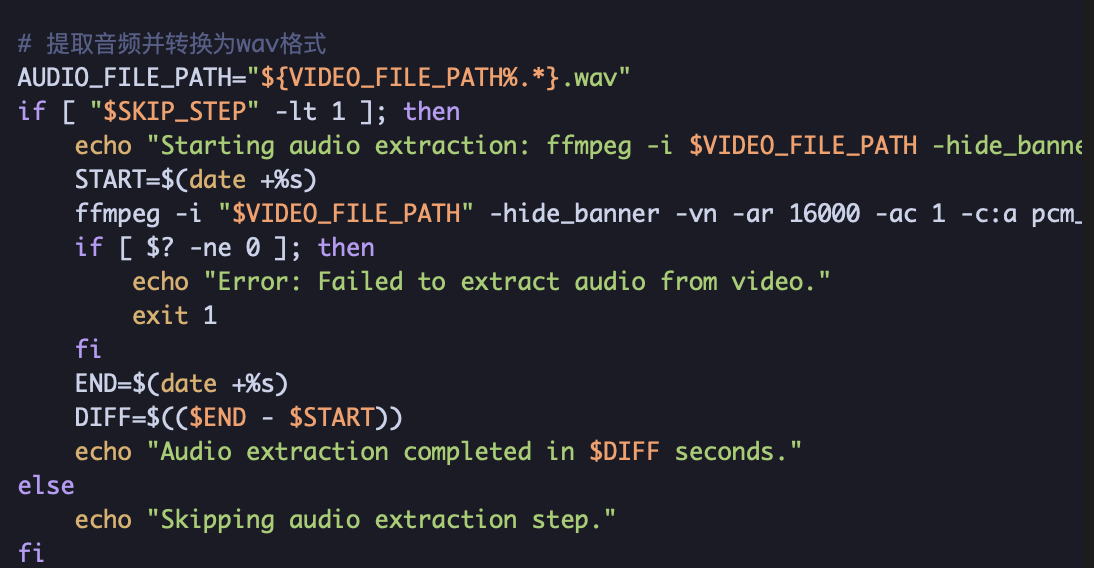 # 提取音频并转换为wav格式
AUDIO_FILE_PATH="${VIDEO_FILE_PATH%.*}.wav"
if [ "$SKIP_STEP" -lt 1 ]; then
    echo "Starting audio extraction: ffmpeg -i $VIDEO_FILE_PATH -hide_banne
    START=$(date +%s)
    ffmpeg -i "$VIDEO_FILE_PATH" -hide_banner -vn -ar 16000 -ac 1 -c:a pcm_
    if [ $? -ne 0 ]; then
        echo "Error: Failed to extract audio from video."
        exit 1
    fi
    END=$(date +%s)
    DIFF=$(($END - $START))
    echo "Audio extraction completed in $DIFF seconds."
else
    echo "Skipping audio extraction step."
fi